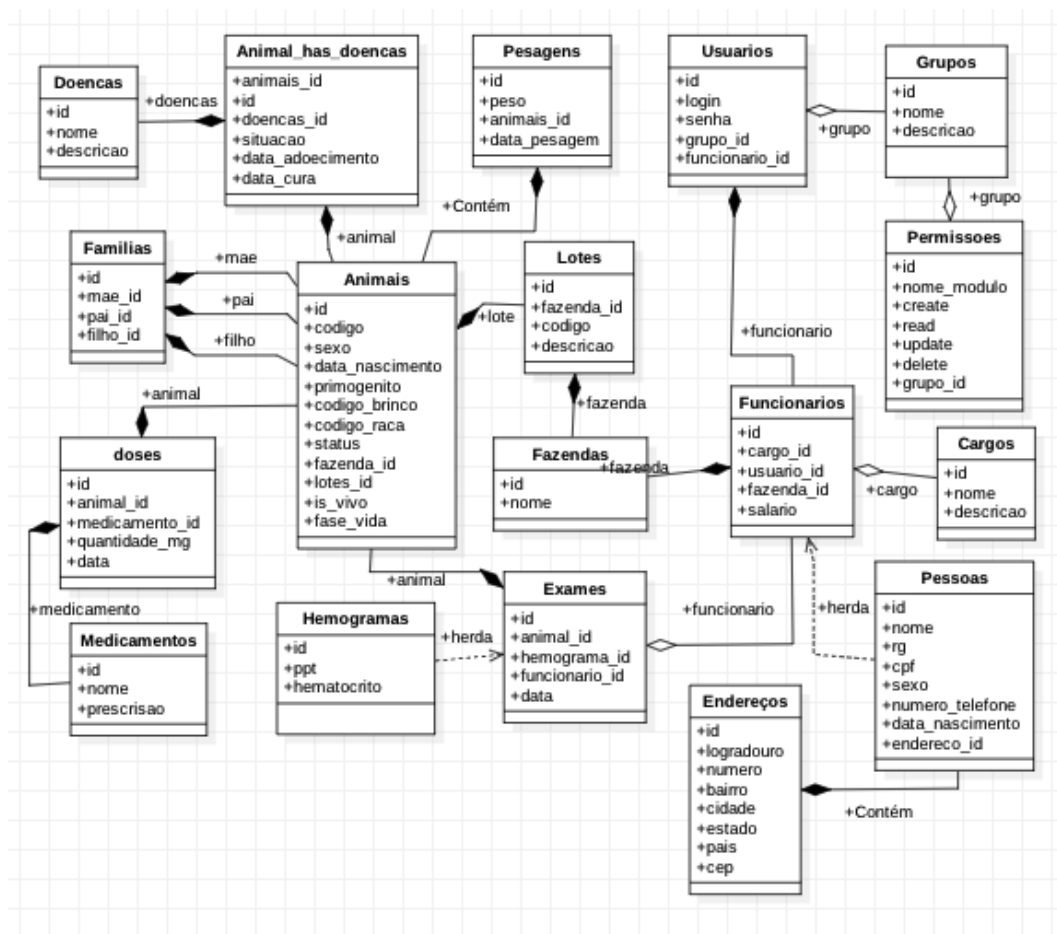 Doencas
+id
+nome
+descricao
+doencas
Animal_has_doencas
+animais_id
+id
+doencas_id
+situacao
+data_adoecimento
+data_cura
+animal
Pesagens
+id
+peso
+animais_id
+data_pesagem
+Contém
Usuarios
+id
+login
+senha
+grupo_id
+funcionario_id
+grupo
Grupos
+id
+nome
+descricao
+grupo
Permissoes
+id
+nome_modulo
+create
+read
+update
+delete
+grupo_id
Familias
+id
+mae_id
+pai_id
+filho_id
+mae
+pai
+filho
Animais
+id
+codigo
+sexo
+data_nascimento
+primogenito
+codigo_brinco
+codigo_raca
+status
+fazenda_id
+lotes_id
+is_vivo
+fase_vida
+lote
Lotes
+id
+fazenda_id
+codigo
+descricao
+fazenda
+funcionario
Fazendas
+id
+nome
+fazenda
Funcionarios
+id
+cargo_id
+usuario_id
+fazenda_id
+salario
+cargo
Cargos
+id
+nome
+descricao
+animal
doses
+id
+animal_id
+medicamento_id
+quantidade_mg
+data
+medicamento
Medicamentos
+id
+nome
+prescrisao
Hemogramas
+id
+ppt
+hematocrito
+herda
+animal
Exames
+id
+animal_id
+hemograma_id
+funcionario_id
+data
+funcionario
+herda
Pessoas
+id
+nome
+rg
+cpf
+sexo
+numero_telefone
+data_nascimento
+endereco_id
Endereços
+id
+logradouro
+numero
+bairro
+cidade
+estado
+pais
+cep
+Contém